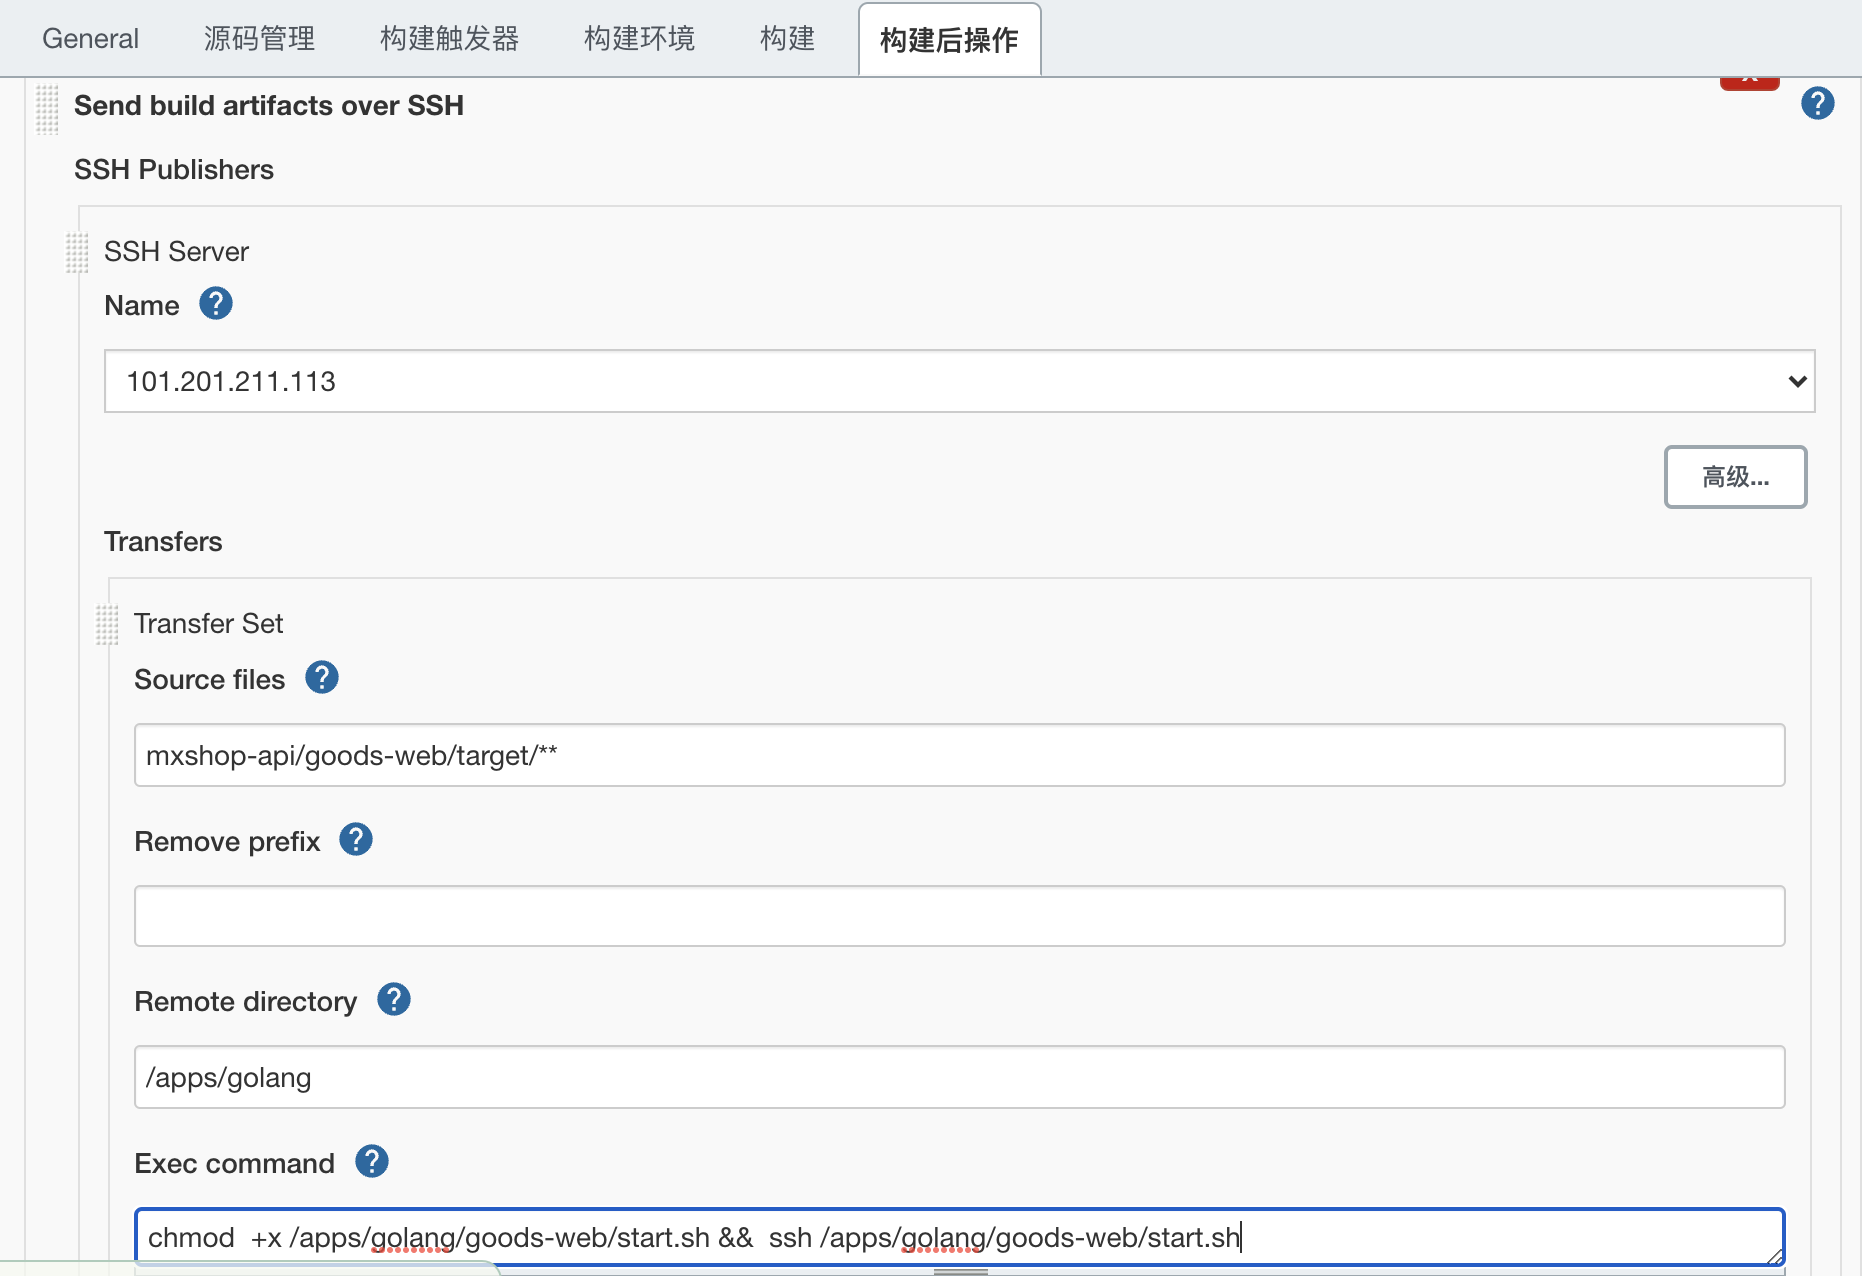 General 源码管理 构建触发器 构建环境 构建 构建后操作
Send build artifacts over SSH
SSH Publishers
SSH Server
Name
101.201.211.113
高级...
Transfers
Transfer Set
Source files
mxshop-api/goods-web/target/**
Remove prefix
Remote directory
/apps/golang
Exec command
chmod  +x /apps/golang/goods-web/start.sh &&  ssh /apps/golang/goods-web/start.sh